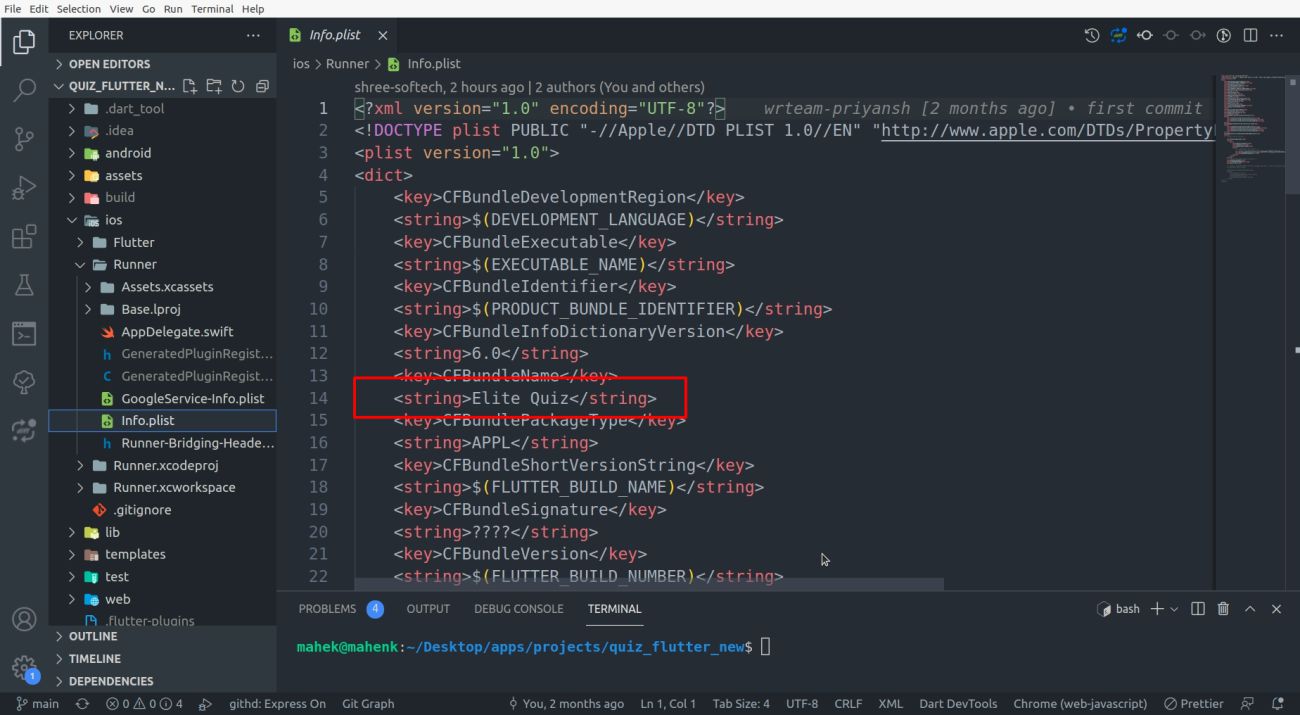 File Edit Selection View Go Run Terminal Help
EXPLORER
Info.plist
OPEN EDITORS
QUIZ_FLUTTER_N...
.dart_tool
.idea
android
assets
build
ios
Flutter
Runner
Assets.xcassets
Base.lproj
AppDelegate.swift
h GeneratedPluginRegist...
C GeneratedPluginRegist...
GoogleService-Info.plist
Info.plist
h Runner-Bridging-Heade...
Runner.xcodeproj
Runner.xcworkspace
.gitignore
lib
templates
test
web
.flutter-plugins
OUTLINE
TIMELINE
DEPENDENCIES
1
ios > Runner > Info.plist
shree-softech, 2 hours ago | 2 authors (You and others)
1 <?xml version="1.0" encoding="UTF-8"?> wrteam-priyansh [2 months ago] • first commit
2 <!DOCTYPE plist PUBLIC "-//Apple//DTD PLIST 1.0//EN" "http://www.apple.com/DTDs/Property
3 <plist version="1.0">
4 <dict>
5 <key>CFBundleDevelopmentRegion</key>
6 <string>$(DEVELOPMENT_LANGUAGE)</string>
7 <key>CFBundleExecutable</key>
8 <string>$(EXECUTABLE_NAME)</string>
9 <key>CFBundleIdentifier</key>
10 <string>$(PRODUCT_BUNDLE_IDENTIFIER)</string>
11 <key>CFBundleInfoDictionaryVersion</key>
12 <string>6.0</string>
13 <key>CFBundleName</key>
14 <string>Elite Quiz</string>
15 <key>CFBundlePackageType</key>
16 <string>APPL</string>
17 <key>CFBundleShortVersionString</key>
18 <string>$(FLUTTER_BUILD_NAME)</string>
19 <key>CFBundleSignature</key>
20 <string>????</string>
21 <key>CFBundleVersion</key>
22 <string>$(FLUTTER_BUILD_NUMBER)</string>
PROBLEMS 4 OUTPUT DEBUG CONSOLE TERMINAL bash
mahek@mahenk:~/Desktop/apps/projects/quiz_flutter_new$
main 0 0 4 githd: Express On Git Graph You, 2 months ago Ln 1, Col 1 Tab Size: 4 UTF-8 CRLF XML Dart DevTools Chrome (web-javascript) Prettier